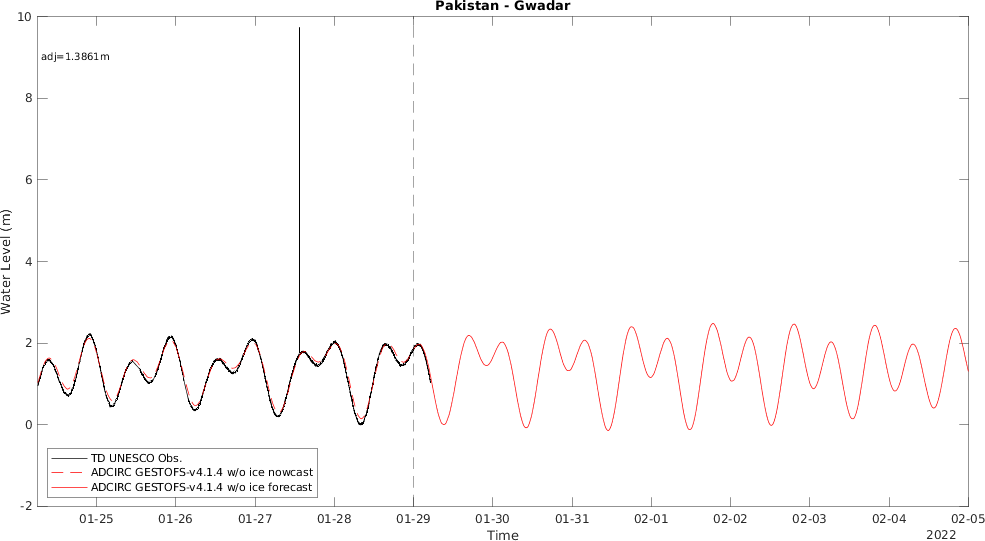 Pakistan - Gwadar
10
adj=1.3861m
8
6
4
2
0
-2
Water Level (m)
TD UNESCO Obs.
ADCIRC GESTOFS-v4.1.4 w/o ice nowcast
ADCIRC GESTOFS-v4.1.4 w/o ice forecast
01-25 01-26 01-27 01-28 01-29 01-30 01-31 02-01 02-02 02-03 02-04 02-05
Time
2022